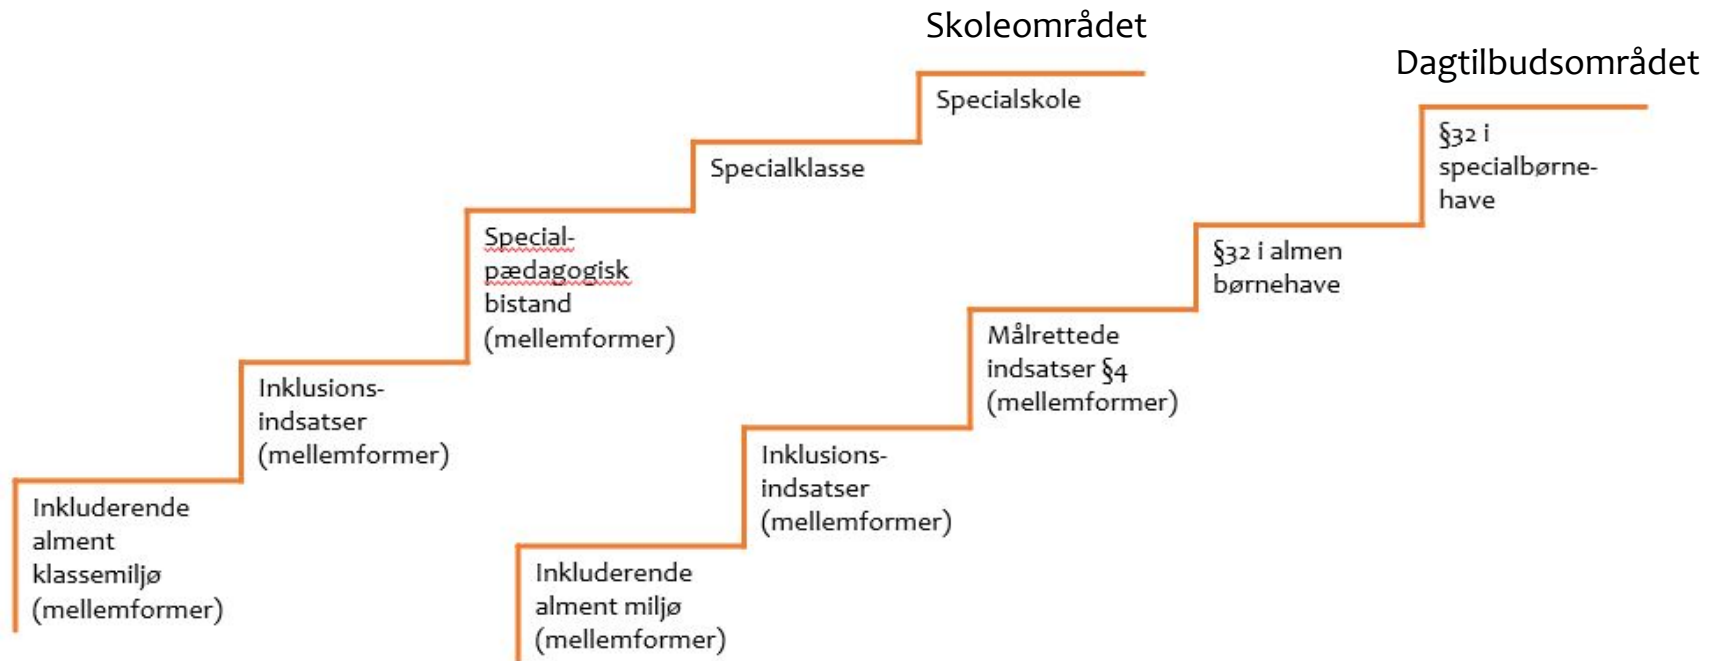 Skoleområdet
Specialskole
Specialklasse
Special-
pædagogisk
bistand
(mellemformer)
Inklusions-
indsatser
(mellemformer)
Inkluderende
alment
klassemiljø
(mellemformer)
Dagtilbudsområdet
§32 i
specialbørne-
have
§32 i almen
børnehave
Målrettede
indsatser §4
(mellemformer)
Inklusions-
indsatser
(mellemformer)
Inkluderende
alment miljø
(mellemformer)